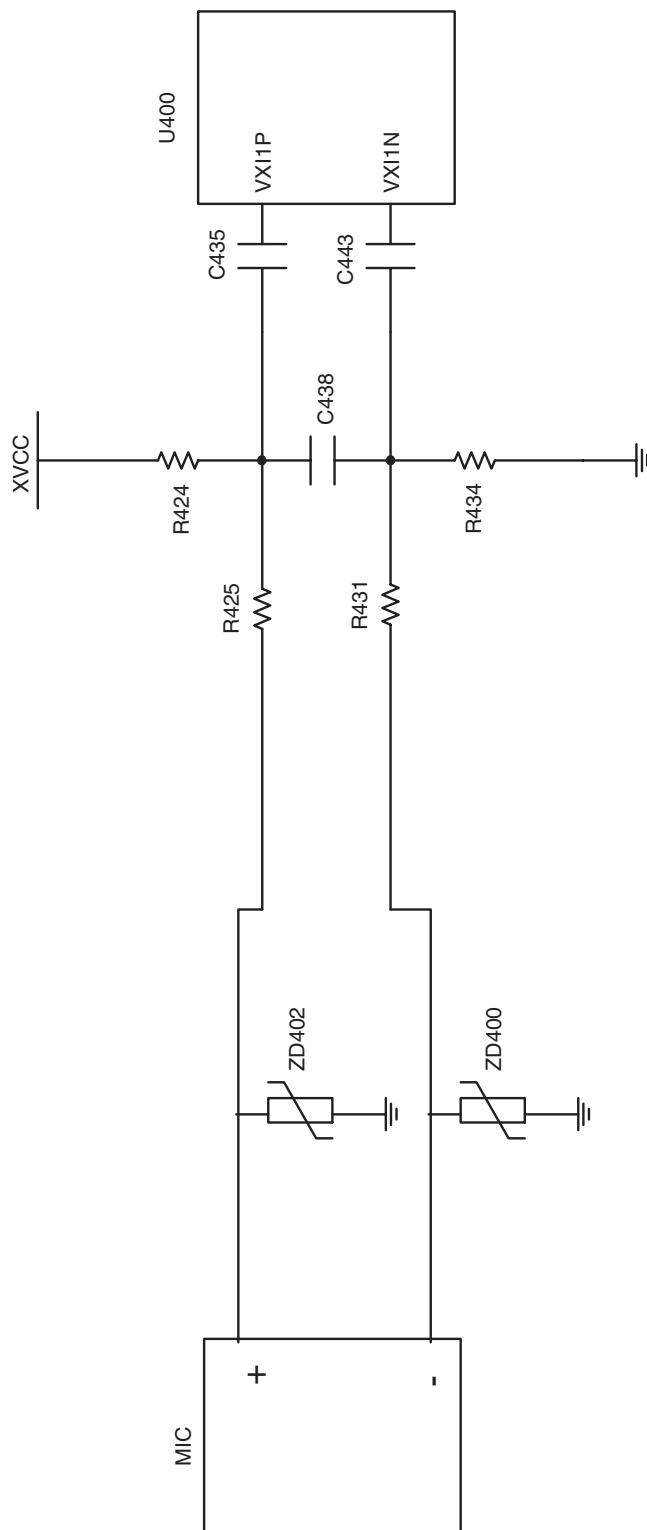 U400
VXI1P
VXI1N
C435
C443
XVCC
C438
R424
R434
R425
R431
ZD402
ZD400
+
-
MIC